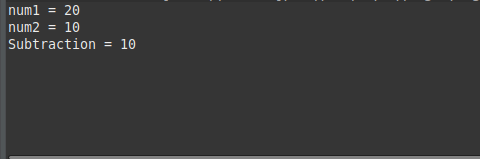 num1 = 20
num2 = 10
Subtraction = 10